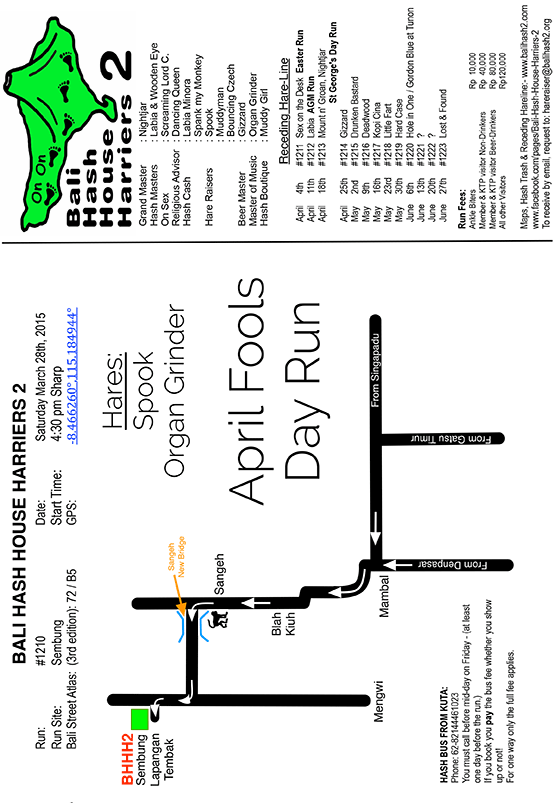 BALI HASH HOUSE HARRIERS 2
Run: #1210
Run Site: Sembung
Bali Street Atlas: (3rd edition): 72 / B5
Date: Saturday March 28th, 2015
Start Time: 4:30 pm Sharp
GPS: -8.466260°.115.184944°
Hares:
Spook
Organ Grinder
April Fools
Day Run
BHHH2
Sembung
Lapangan
Tembak
Sangeh
New Bridge
Sangeh
Blah
Kiuh
Mengwi
Mambal
From Denpasar
From Gatsu Timur
From Singapadu
HASH BUS FROM KUTA:
Phone: 62-82144461023
You must call before mid-day on Friday - (at least
one day before the run.)
If you book you pay the bus fee whether you show
up or not!
For one way only the full fee applies.
On On
Bali
Hash
House
Harriers 2
Grand Master : Nightjar
Hash Masters : Labia & Wooden Eye
On Sex : Screaming Lord C.
Religious Advisor : Dancing Queen
Hash Cash : Labia Minora
Spank my Monkey
Hare Raisers : Spook
Muddyman
Bouncing Czech
Beer Master : Gizzard
Master of Music : Organ Grinder
Hash Boutique : Muddy Girl
Receding Hare-Line
April 4th #1211 Sex on the Desk Easter Run
April 11th #1212 Labia AGM Run
April 18th #1213 Mount n' Groan, Nightjar
St George's Day Run
April 25th #1214 Gizzard
May 2nd #1215 Drunken Bastard
May 9th #1216 Deadwood
May 16th #1217 Kopi Cina
May 23rd #1218 Little Fart
May 30th #1219 Hard Case
June 6th #1220 Hole in One / Gordon Blue at Tunon
June 13th #1221 ?
June 20th #1222 ?
June 27th #1223 Lost & Found
Run Fees:
Ankle Biters Rp 10,000
Member & KTP visitor Non-Drinkers Rp 40,000
Member & KTP visitor Beer-Drinkers Rp 80,000
All other Visitors Rp120,000
Maps, Hash Trash & Receding Hareline:- www.balihash2.com
www.facebook.com/pages/Bali-Hash-House-Harriers-2
To receive by email, request to: hareraiser@balihash2.org